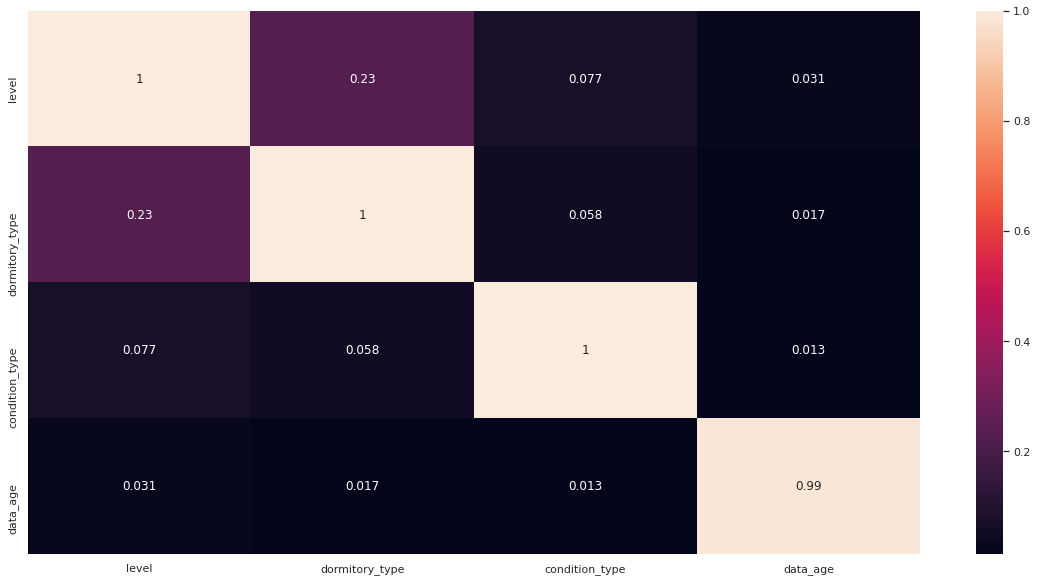 level 1 0.23 0.077 0.031
dormitory_type 0.23 1 0.058 0.017
condition_type 0.077 0.058 1 0.013
data_age 0.031 0.017 0.013 0.99
level dormitory_type condition_type data_age
1.0
0.8
0.6
0.4
0.2